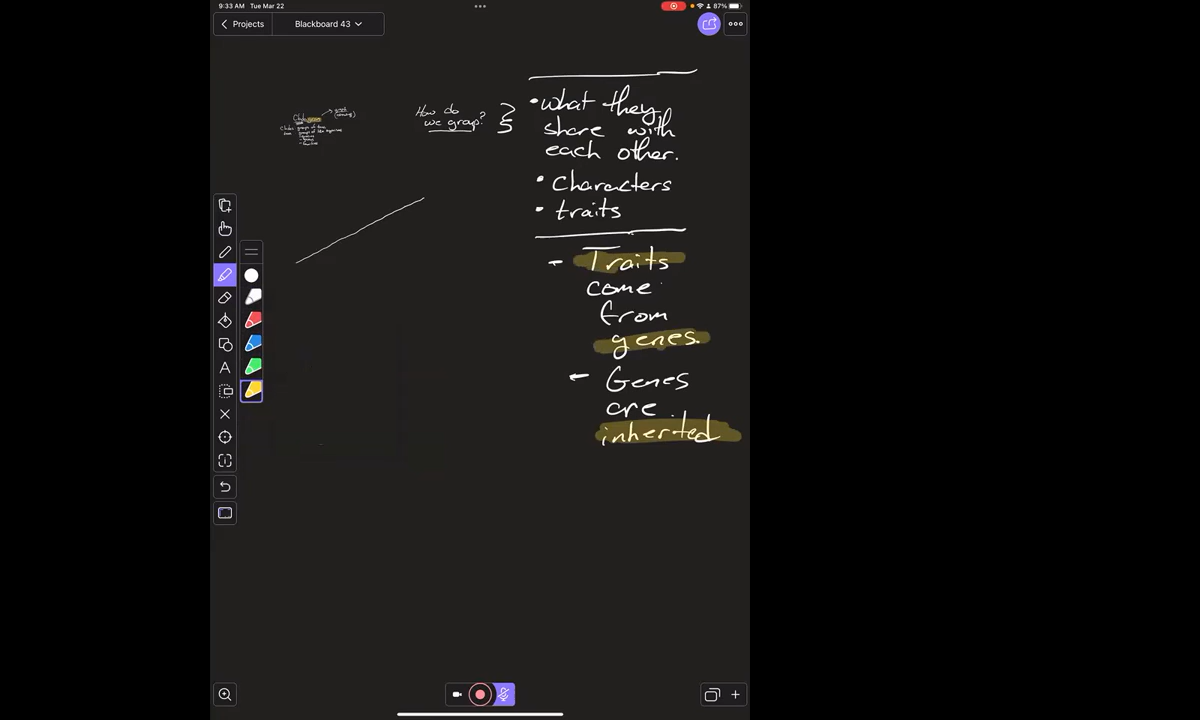 9:33 AM Tue Mar 22
87%
Projects
Blackboard 43
How do
we group?
• what they
share with
each other.
• Characters
• traits
- Traits
come
from
genes.
- Genes
are
inherited
A